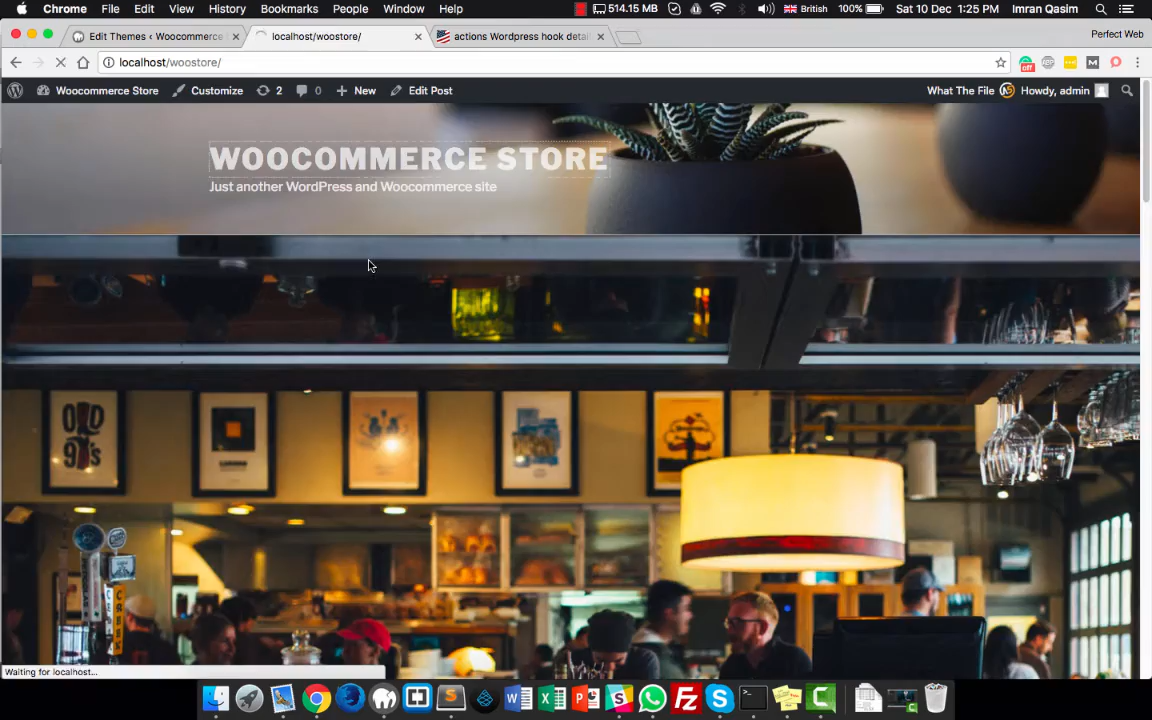 Chrome File Edit View History Bookmarks People Window Help 514.15 MB British 100% Sat 10 Dec 1:25 PM Imran Qasim
Edit Themes ‹ Woocommerce localhost/woostore/ actions Wordpress hook detai Perfect Web
localhost/woostore/ off M
Woocommerce Store Customize 2 0 New Edit Post What The File Howdy, admin
WOOCOMMERCE STORE
Just another WordPress and Woocommerce site
OLD
90's
Waiting for localhost...